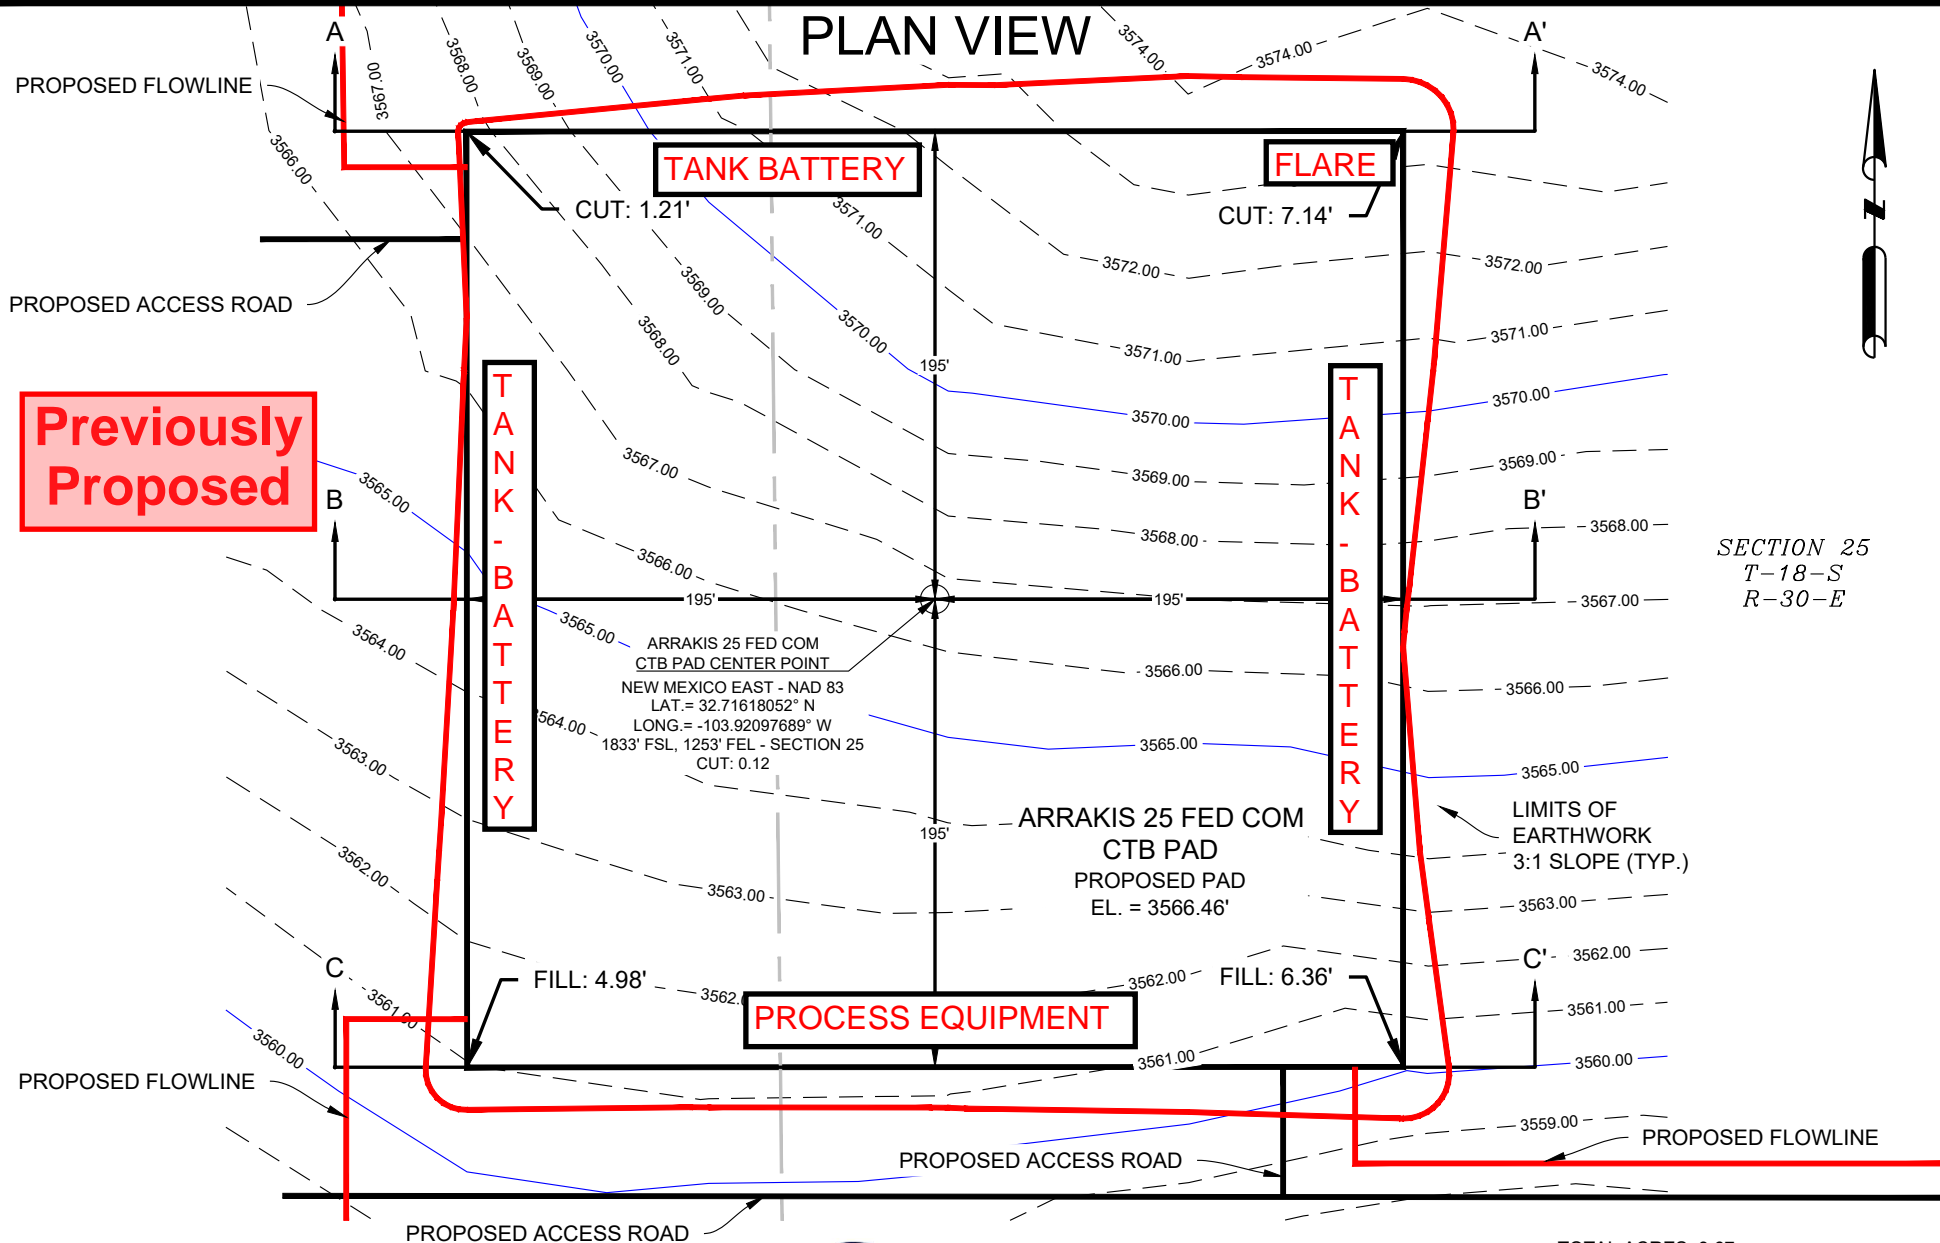 PLAN VIEW
A
A'
PROPOSED FLOWLINE
3566.00
3567.00
3568.00
3569.00
3570.00
3571.00
3574.00
3574.00
3574.00
TANK BATTERY
FLARE
CUT: 1.21'
CUT: 7.14'
3571.00
3572.00
3572.00
PROPOSED ACCESS ROAD
3569.00
3568.00
3570.00
195'
3571.00
3571.00
Previously
Proposed
TANK-BATTERY
TANK-BATTERY
3570.00
3570.00
3567.00
3569.00
3569.00
3565.00
B
B'
3568.00
3568.00
3566.00
SECTION 25
T-18-S
R-30-E
195'
195'
3567.00
3565.00
3564.00
ARRAKIS 25 FED COM
CTB PAD CENTER POINT
NEW MEXICO EAST - NAD 83
LAT.= 32.71618052° N
LONG.= -103.92097689° W
1833' FSL, 1253' FEL - SECTION 25
CUT: 0.12
3566.00
3566.00
3564.00
3563.00
3565.00
3565.00
195'
ARRAKIS 25 FED COM
CTB PAD
PROPOSED PAD
EL. = 3566.46'
LIMITS OF
EARTHWORK
3:1 SLOPE (TYP.)
3562.00
3563.00
3563.00
C
C'
3562.00
FILL: 4.98'
FILL: 6.36'
3562.00
3561.00
3562.0
PROCESS EQUIPMENT
3561.00
3560.00
3561.00
3560.00
PROPOSED FLOWLINE
3559.00
PROPOSED FLOWLINE
PROPOSED ACCESS ROAD
PROPOSED ACCESS ROAD